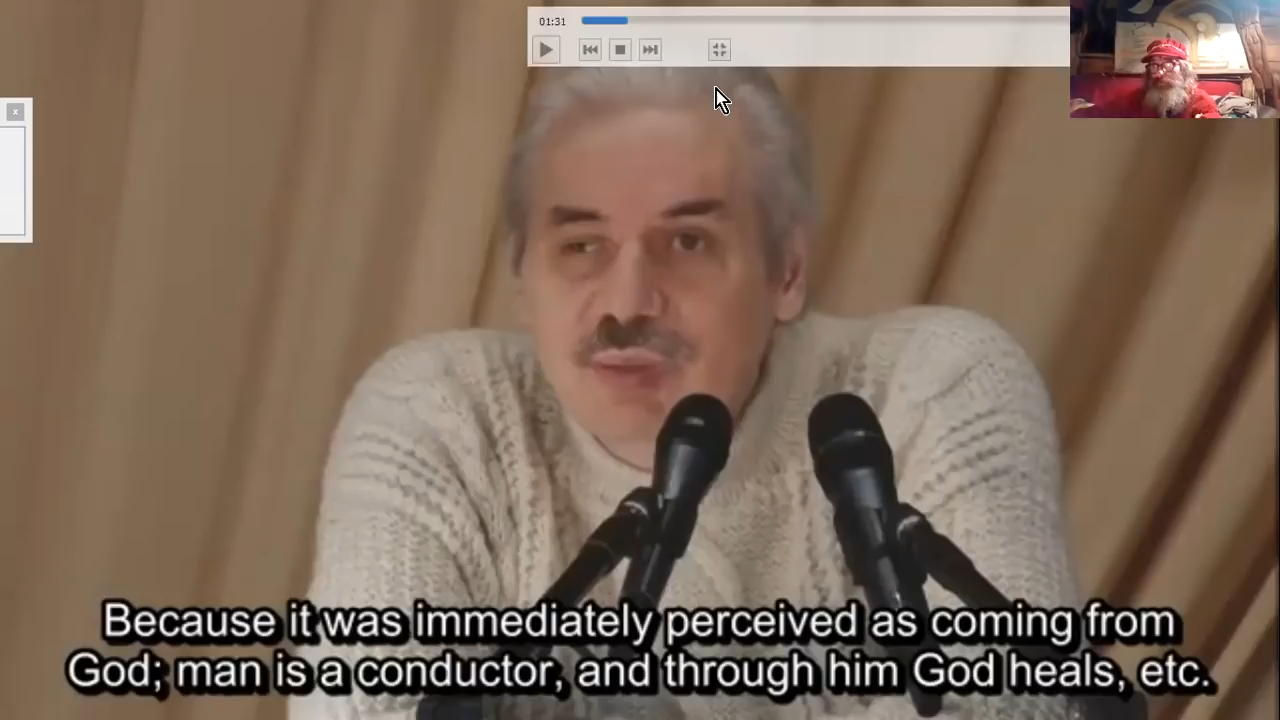 01:31
Because it was immediately perceived as coming from
God; man is a conductor, and through him God heals, etc.